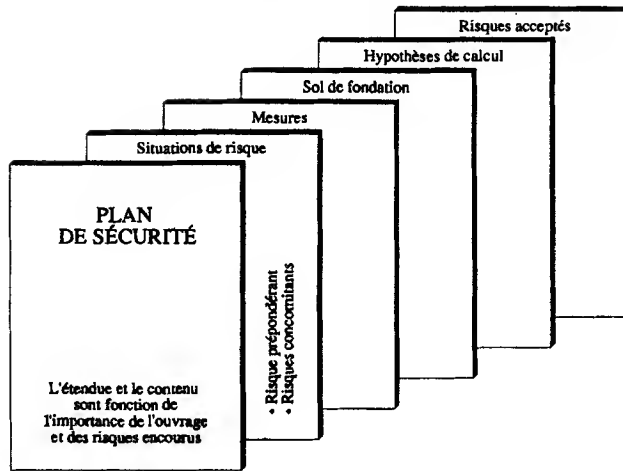 Risques acceptés
Hypothèses de calcul
Sol de fondation
Mesures
Situations de risque
PLAN
DE SÉCURITÉ
• Risque prépondérant
• Risques concomitants
L'étendue et le contenu
sont fonction de
l'importance de l'ouvrage
et des risques encourus